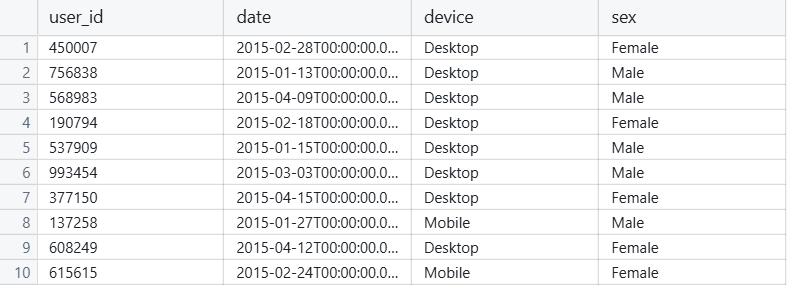 user_id date device sex
1 450007 2015-02-28T00:00:00.0... Desktop Female
2 756838 2015-01-13T00:00:00.0... Desktop Male
3 568983 2015-04-09T00:00:00.0... Desktop Male
4 190794 2015-02-18T00:00:00.0... Desktop Female
5 537909 2015-01-15T00:00:00.0... Desktop Male
6 993454 2015-03-03T00:00:00.0... Desktop Male
7 377150 2015-04-15T00:00:00.0... Desktop Female
8 137258 2015-01-27T00:00:00.0... Mobile Male
9 608249 2015-04-12T00:00:00.0... Desktop Female
10 615615 2015-02-24T00:00:00.0... Mobile Female